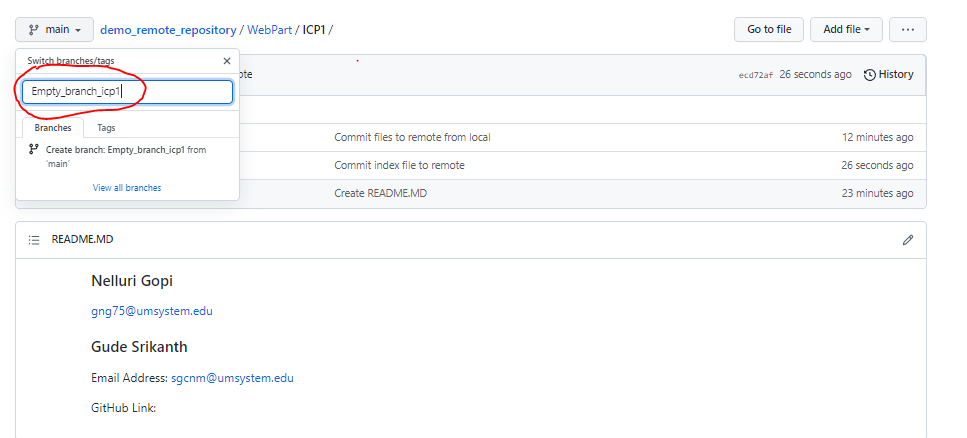 main
demo_remote_repository / WebPart / ICP1 /
Go to file
Add file
...
Switch branches/tags
ote
ecd72af 26 seconds ago History
Empty_branch_icp1
Branches Tags
Create branch: Empty_branch_icp1 from
'main'
View all branches
Commit files to remote from local 12 minutes ago
Commit index file to remote 26 seconds ago
Create README.MD 23 minutes ago
README.MD
Nelluri Gopi
gng75@umsystem.edu
Gude Srikanth
Email Address: sgcnm@umsystem.edu
GitHub Link: